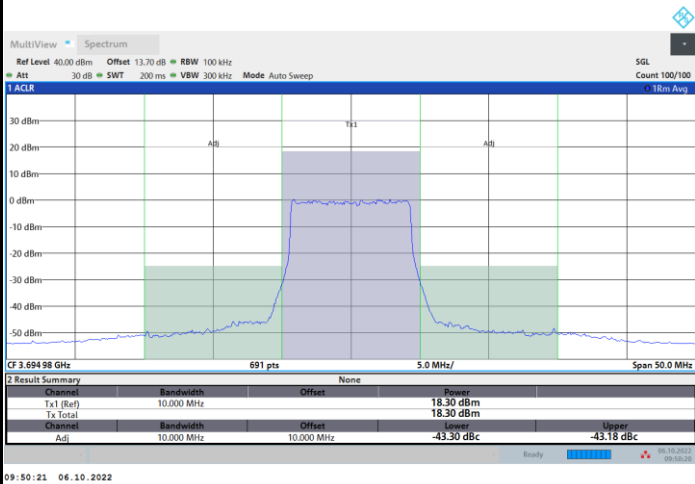 MultiView Spectrum
Ref Level 40.00 dBm Offset 13.70 dB RBW 100 kHz SGL
Att 30 dB SWT 200 ms VBW 300 kHz Mode Auto Sweep Count 100/100
1 ACLR 1Rm Avg
30 dBm
Tx1
20 dBm Adj Adj
10 dBm
0 dBm
-10 dBm
-20 dBm
-30 dBm
-40 dBm
-50 dBm
CF 3.694 98 GHz 691 pts 5.0 MHz/ Span 50.0 MHz
2 Result Summary None
Channel Bandwidth Offset Power
Tx1 (Ref) 10.000 MHz 18.30 dBm
Tx Total 18.30 dBm
Channel Bandwidth Offset Lower Upper
Adj 10.000 MHz 10.000 MHz -43.30 dBc -43.18 dBc
Ready 06.10.2022
09:50:20
09:50:21 06.10.2022